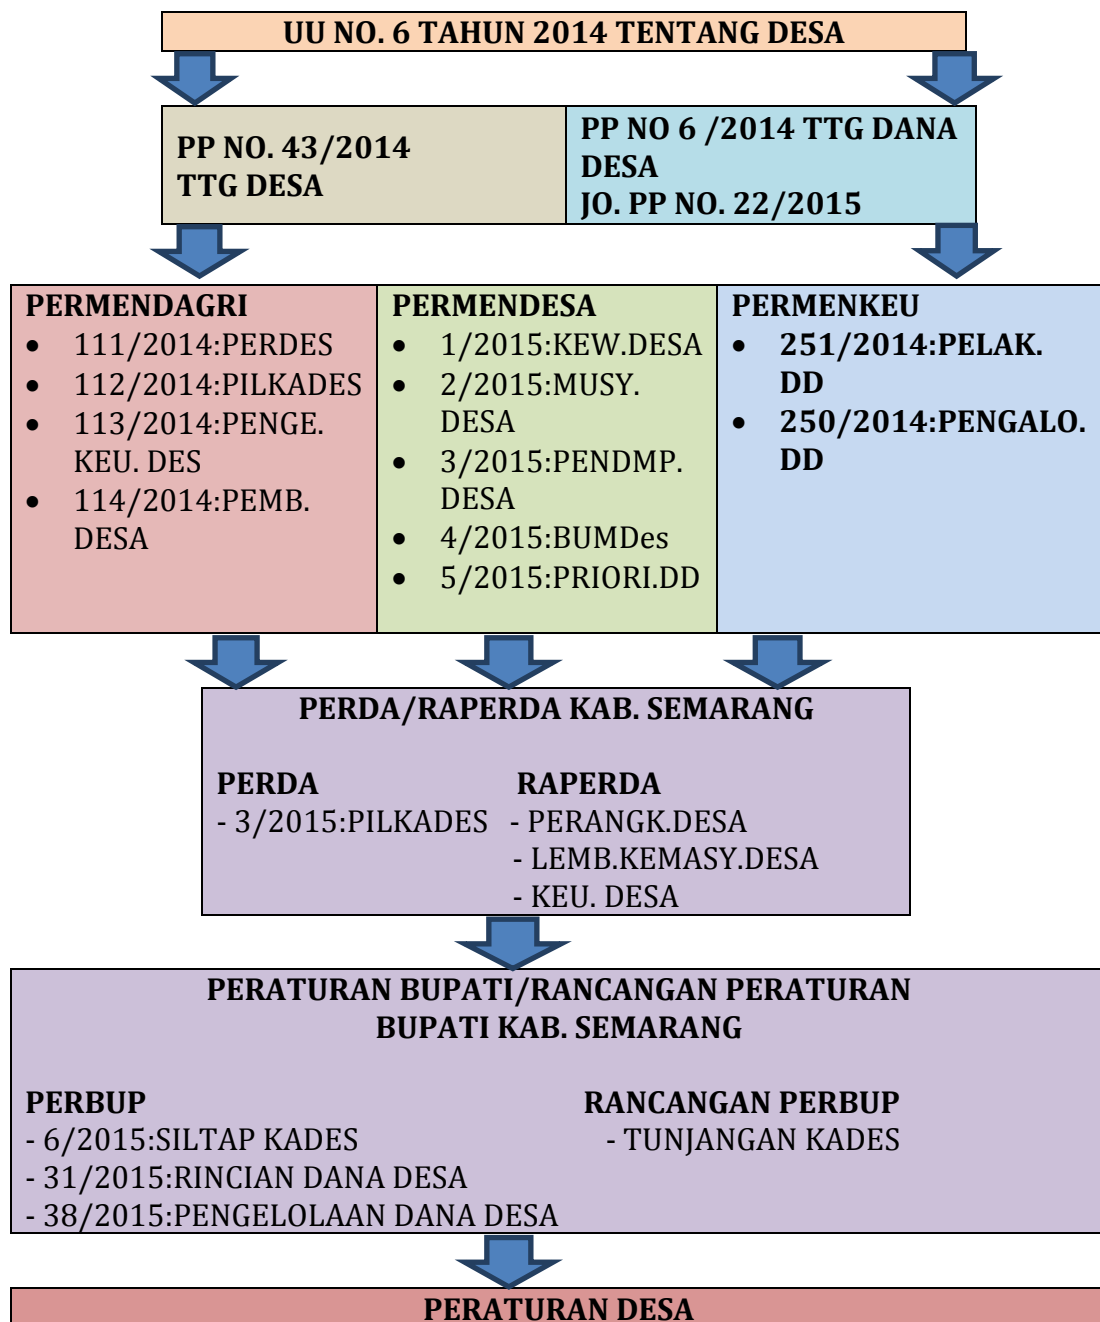 UU NO. 6 TAHUN 2014 TENTANG DESA
PP NO. 43/2014
TTG DESA
PP NO 6 /2014 TTG DANA
DESA
JO. PP NO. 22/2015
PERMENDAGRI
• 111/2014:PERDES
• 112/2014:PILKADES
• 113/2014:PENGE.
KEU. DES
• 114/2014:PEMB.
DESA
PERMENDESA
• 1/2015:KEW.DESA
• 2/2015:MUSY.
DESA
• 3/2015:PENDMP.
DESA
• 4/2015:BUMDes
• 5/2015:PRIORI.DD
PERMENKEU
• 251/2014:PELAK.
DD
• 250/2014:PENGALO.
DD
PERDA/RAPERDA KAB. SEMARANG
PERDA
- 3/2015:PILKADES
RAPERDA
- PERANGK.DESA
- LEMB.KEMASY.DESA
- KEU. DESA
PERATURAN BUPATI/RANCANGAN PERATURAN
BUPATI KAB. SEMARANG
PERBUP
- 6/2015:SILTAP KADES
- 31/2015:RINCIAN DANA DESA
- 38/2015:PENGELOLAAN DANA DESA
RANCANGAN PERBUP
- TUNJANGAN KADES
PERATURAN DESA